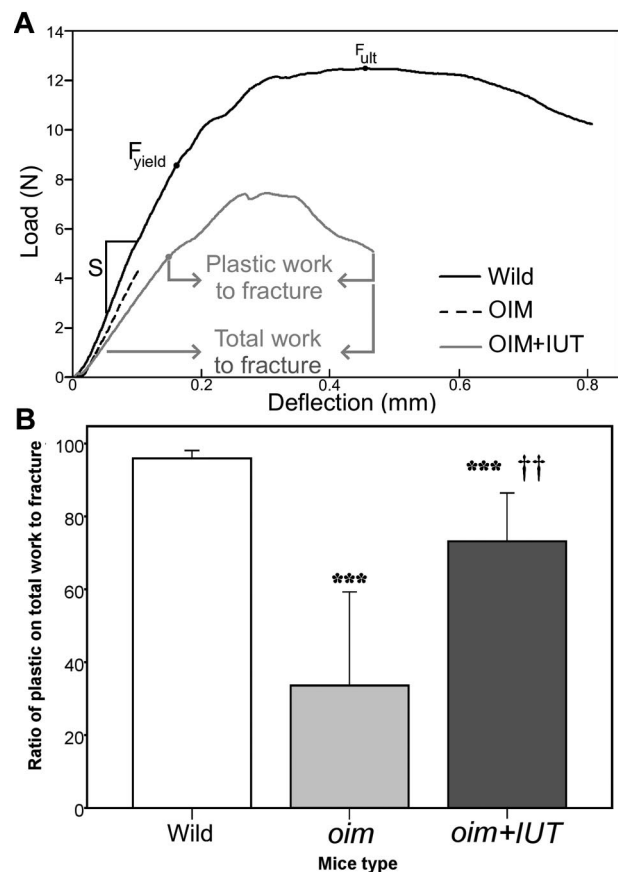 A
14
12
10
8
6
4
2
0
Load (N)
F ult
F yield
S
Plastic work
to fracture
Total work
to fracture
Wild
OIM
OIM+IUT
0 0.2 0.4 0.6 0.8
Deflection (mm)
B
100
80
60
40
20
0
Ratio of plastic on total work to fracture
***
*** ††
Wild oim oim+IUT
Mice type